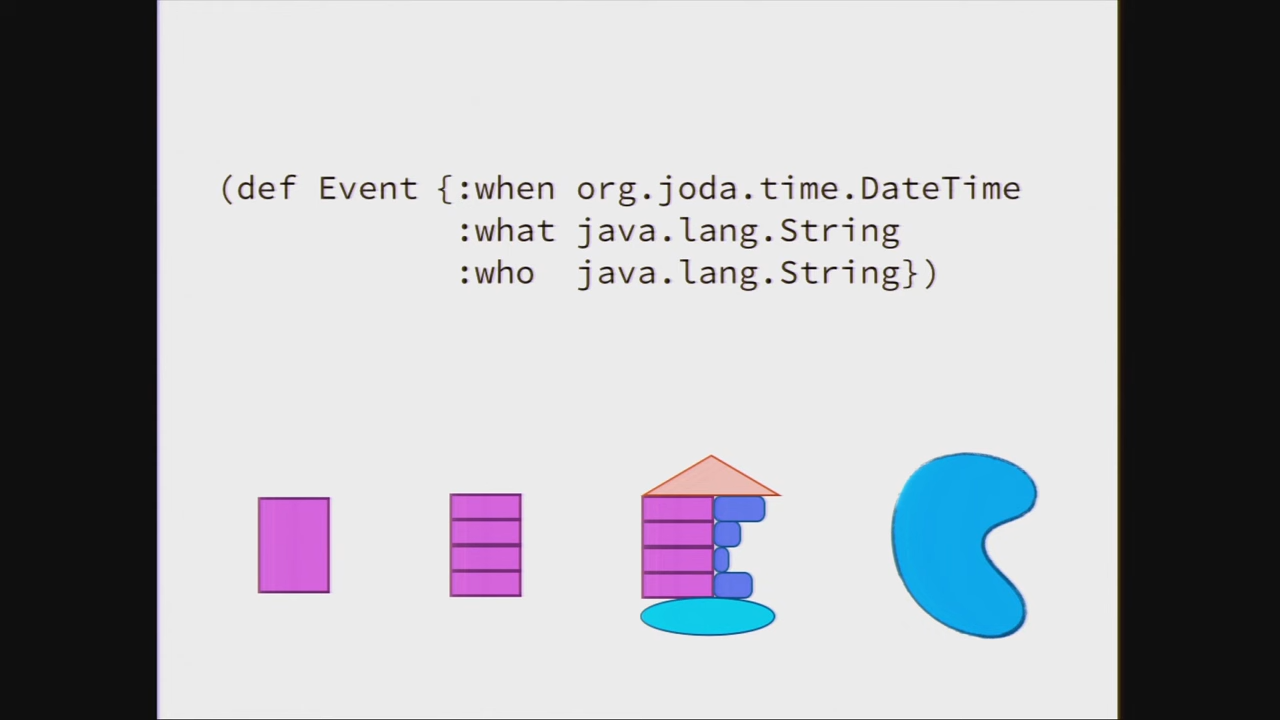 (def Event {:when org.joda.time.DateTime
:what java.lang.String
:who java.lang.String})